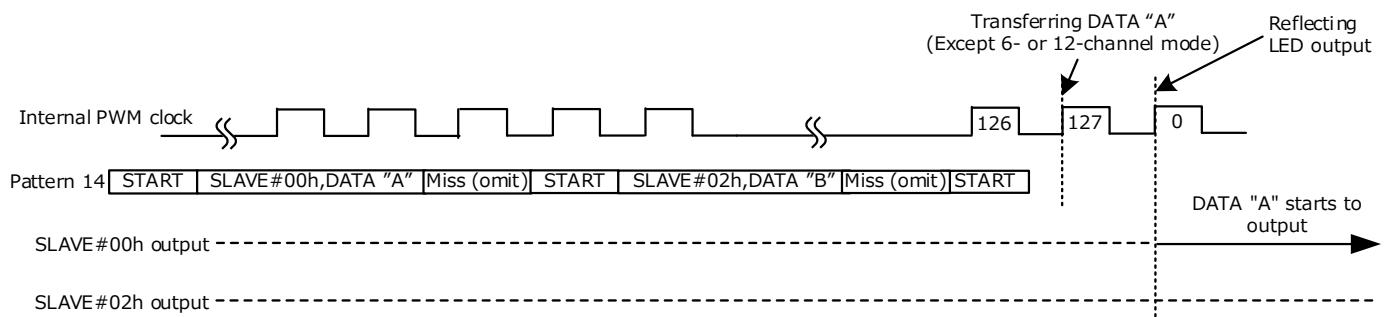 Transferring DATA “A”
(Except 6- or 12-channel mode)
Reflecting
LED output
Internal PWM clock
126 127 0
Pattern 14 START SLAVE#00h,DATA ”A” Miss (omit) START SLAVE#02h,DATA ”B” Miss (omit) START
DATA "A" starts to
output
SLAVE#00h output
SLAVE#02h output